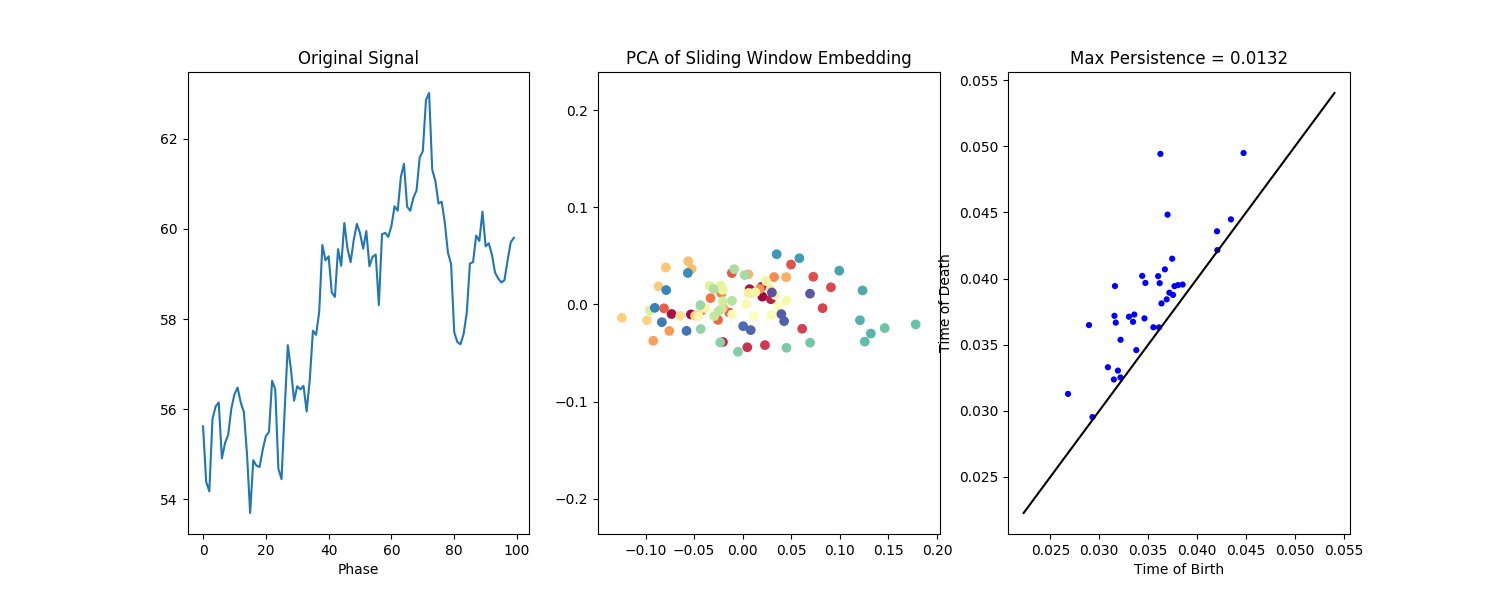 Original Signal
62
60
58
56
54
0 20 40 60 80 100
Phase
PCA of Sliding Window Embedding
0.2
0.1
0.0
−0.1
−0.2
−0.10 −0.05 0.00 0.05 0.10 0.15 0.20
Max Persistence = 0.0132
Time of Death
0.055
0.050
0.045
0.040
0.035
0.030
0.025
0.025 0.030 0.035 0.040 0.045 0.050 0.055
Time of Birth